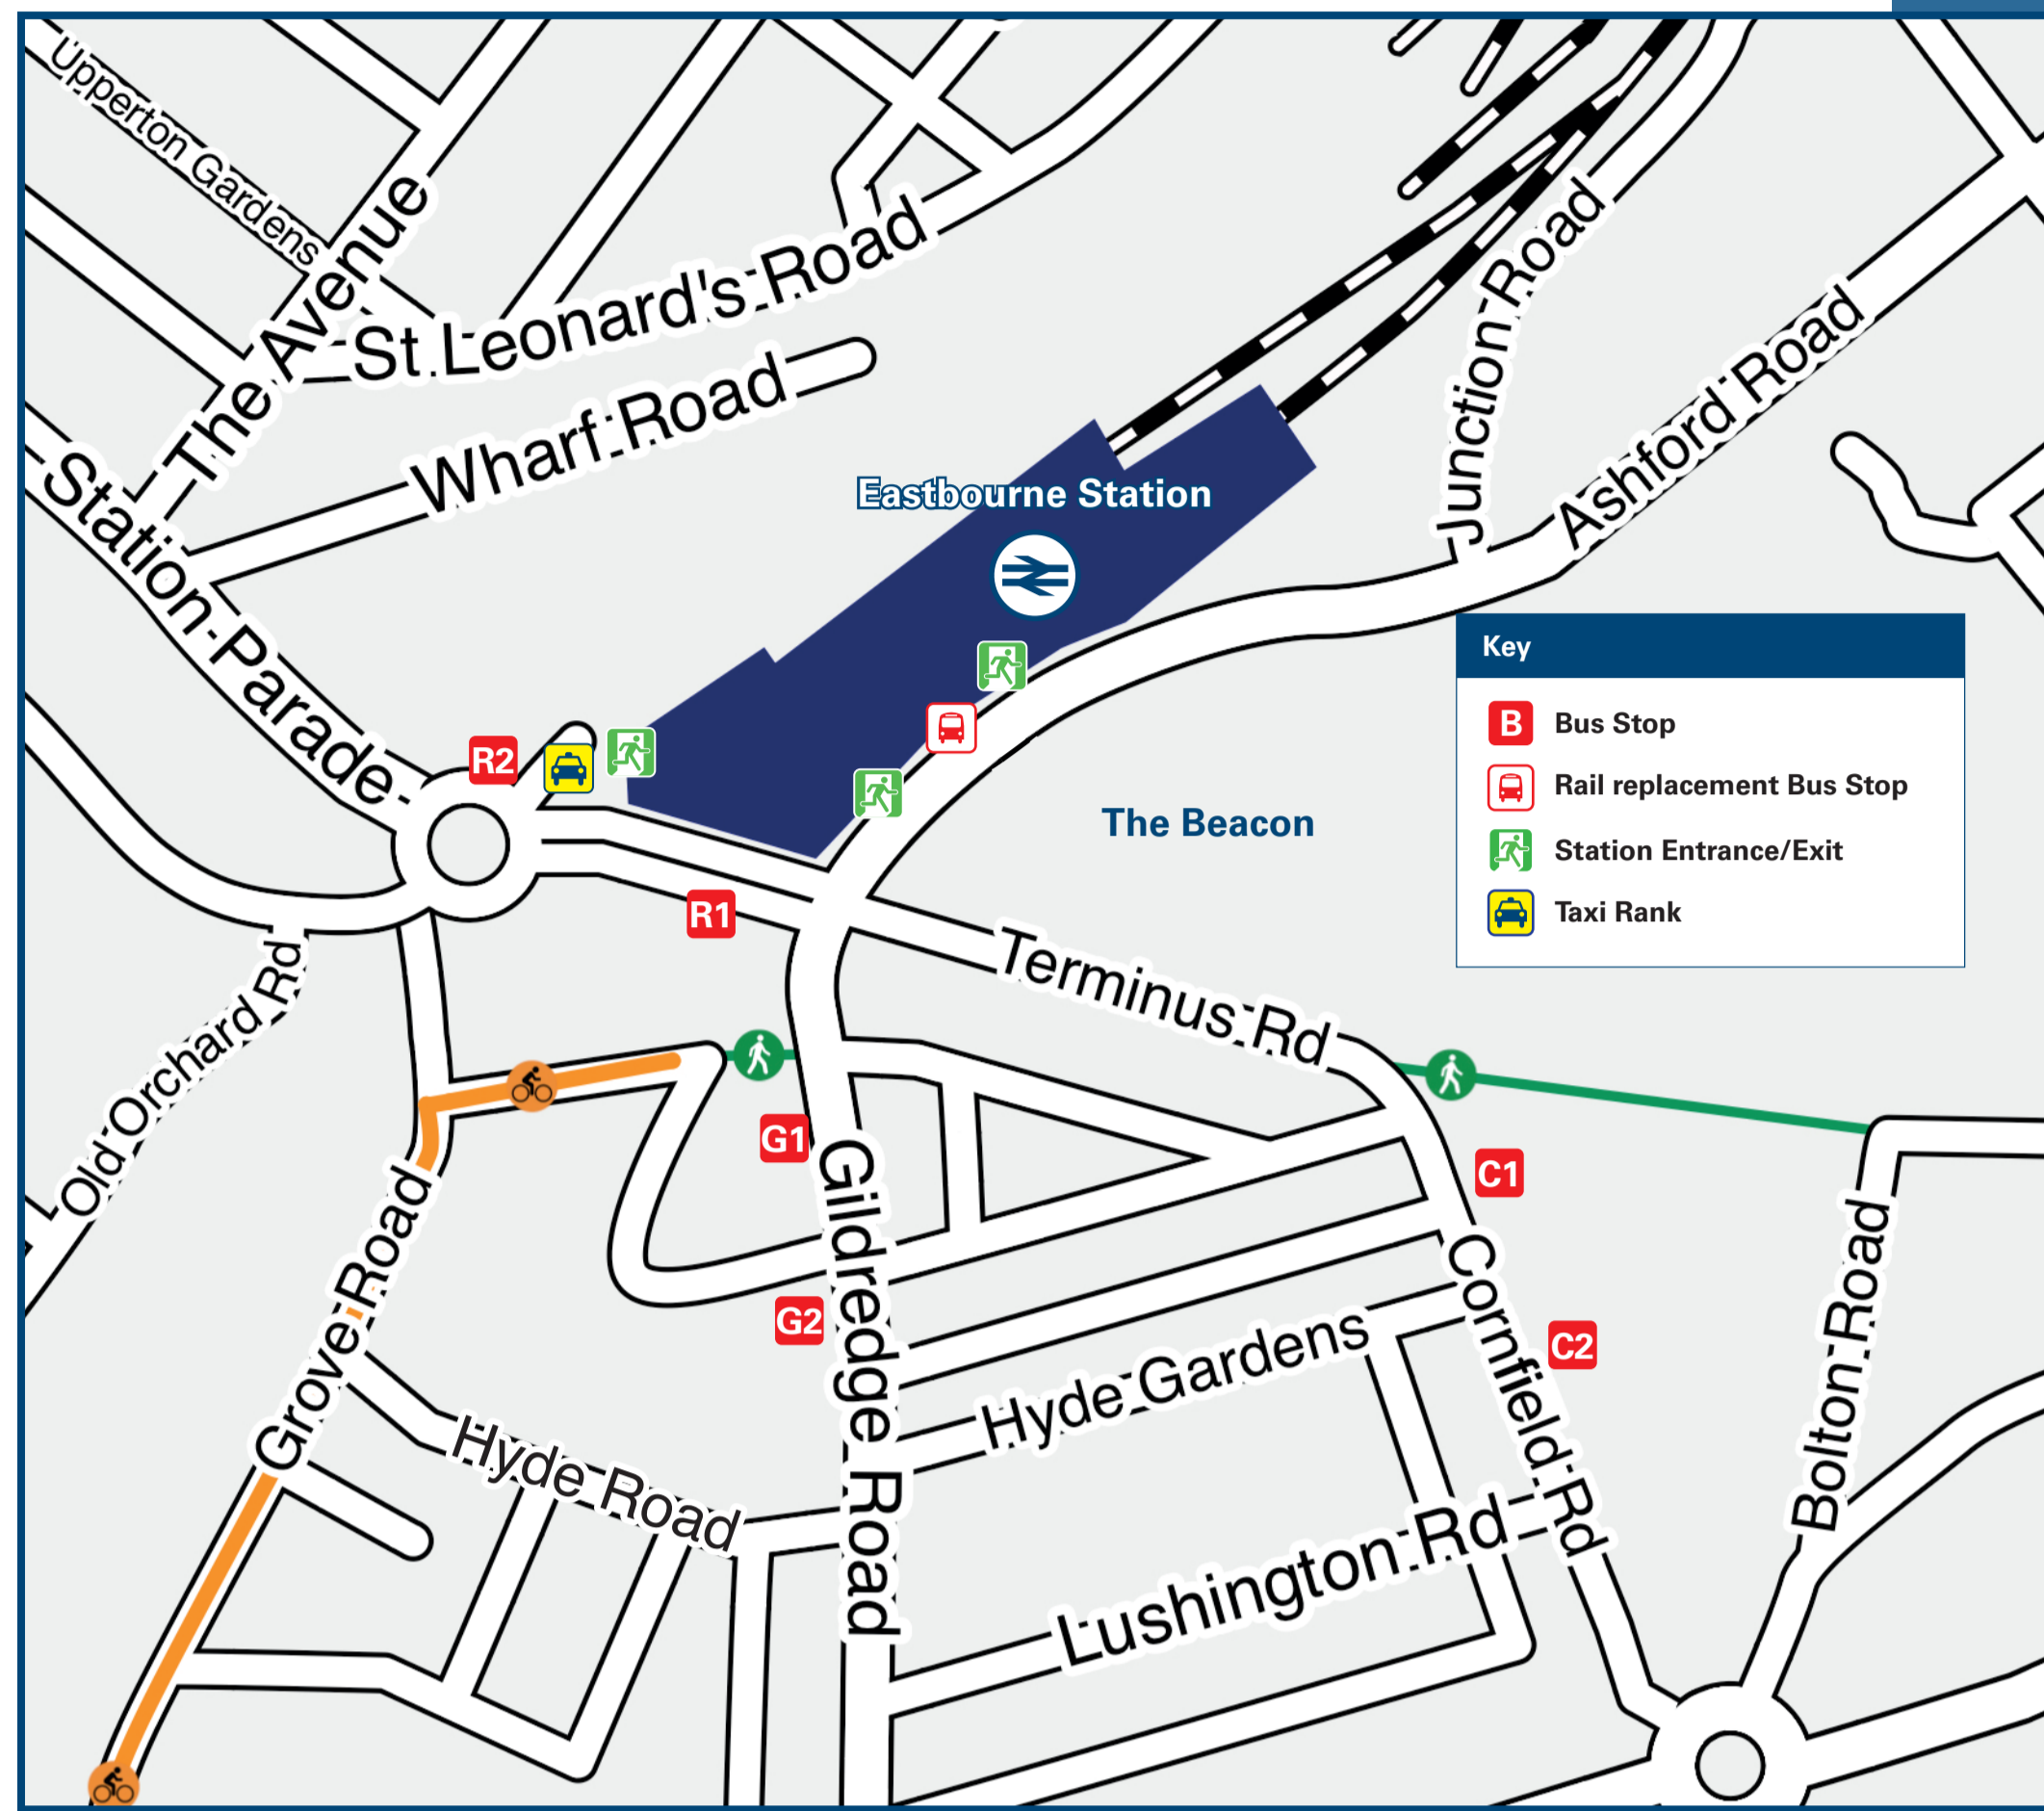 Upperton Gardens
The Avenue
St Leonard's Road
Wharf Road
Station Parade
Junction Road
Ashford Road
Eastbourne Station
Key
B Bus Stop
Rail replacement Bus Stop
Station Entrance/Exit
Taxi Rank
The Beacon
R2
R1
Terminus Rd
Old Orchard Rd
G1
C1
Gildredge Road
Grove Road
G2
Cornfield Rd
C2
Bolton Road
Hyde Gardens
Hyde Road
Lushington Rd